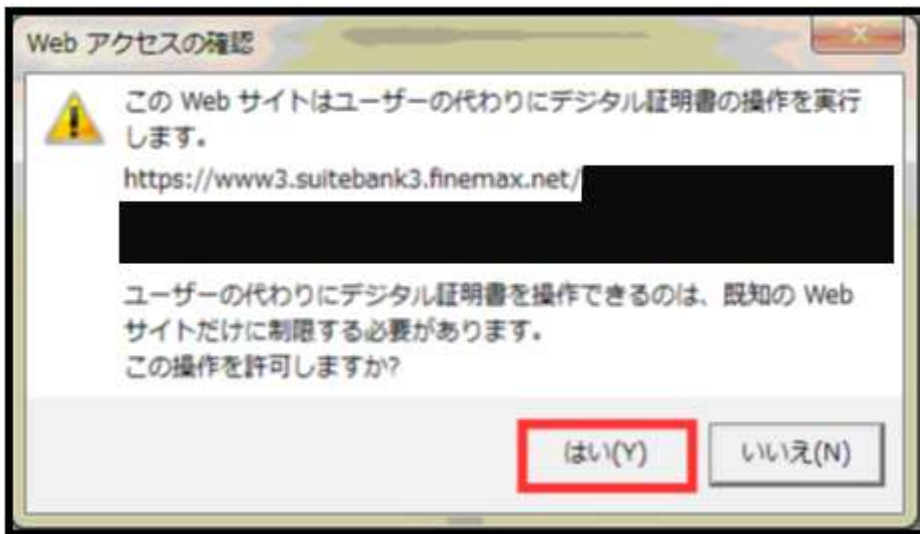 Web アクセスの確認
この Web サイトはユーザーの代わりにデジタル証明書の操作を実行
します。
https://www3.suitebank3.finemax.net/
ユーザーの代わりにデジタル証明書を操作できるのは、既知の Web
サイトだけに制限する必要があります。
この操作を許可しますか?
はい(Y)
いいえ(N)